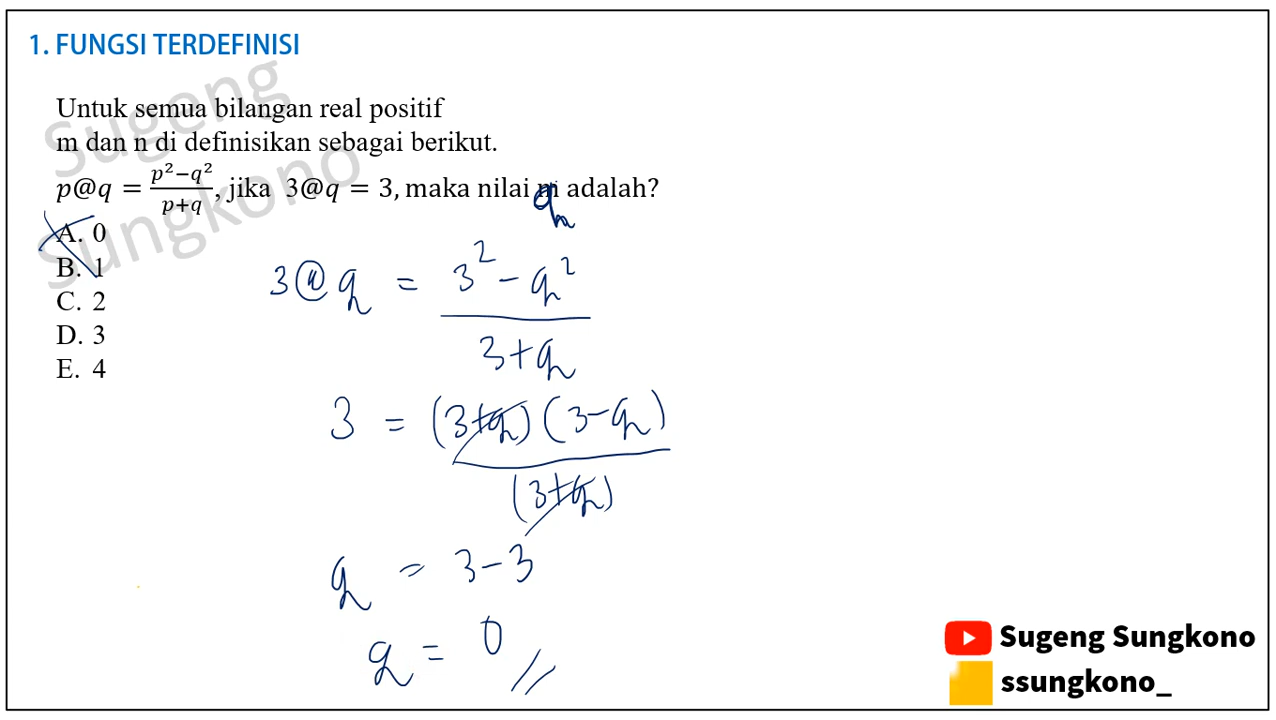 1. FUNGSI TERDEFINISI
Sugeng
Sungkono
Untuk semua bilangan real positif
m dan n di definisikan sebagai berikut.
p@q = (p²−q²)/(p+q), jika 3@q = 3, maka nilai m adalah?
q
A. 0
B. 1
C. 2
D. 3
E. 4
3@q = (3² − q²)/(3+q)
3 = (3+q)(3−q)/(3+q)
q = 3−3
q = 0 //
Sugeng Sungkono
ssungkono_